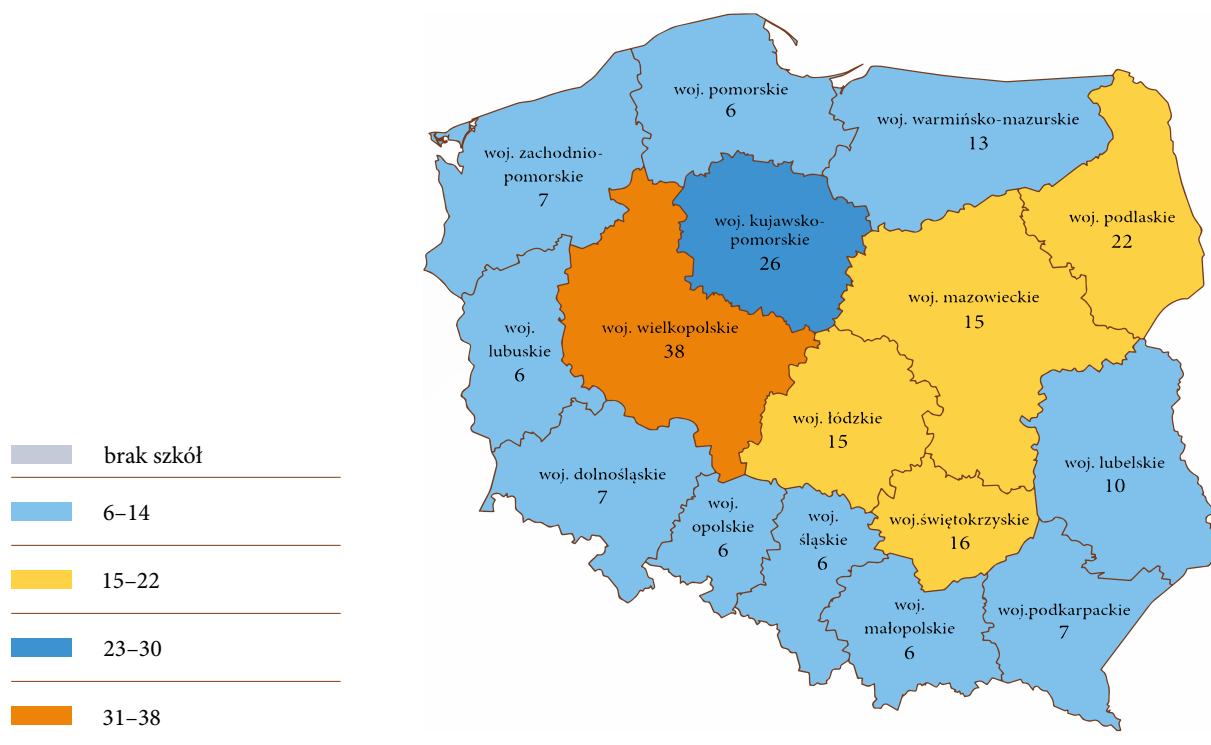 woj. pomorskie
6
woj. warmińsko-mazurskie
13
woj. zachodnio-
pomorskie
7
woj. podlaskie
22
woj. kujawsko-
pomorskie
26
woj. mazowieckie
15
woj. wielkopolskie
38
woj.
lubuskie
6
woj. łódzkie
15
woj. lubelskie
10
woj. dolnośląskie
7
woj.
opolskie
6
woj.
śląskie
6
woj.świętokrzyskie
16
woj.
małopolskie
6
woj.podkarpackie
7
brak szkół
6–14
15–22
23–30
31–38